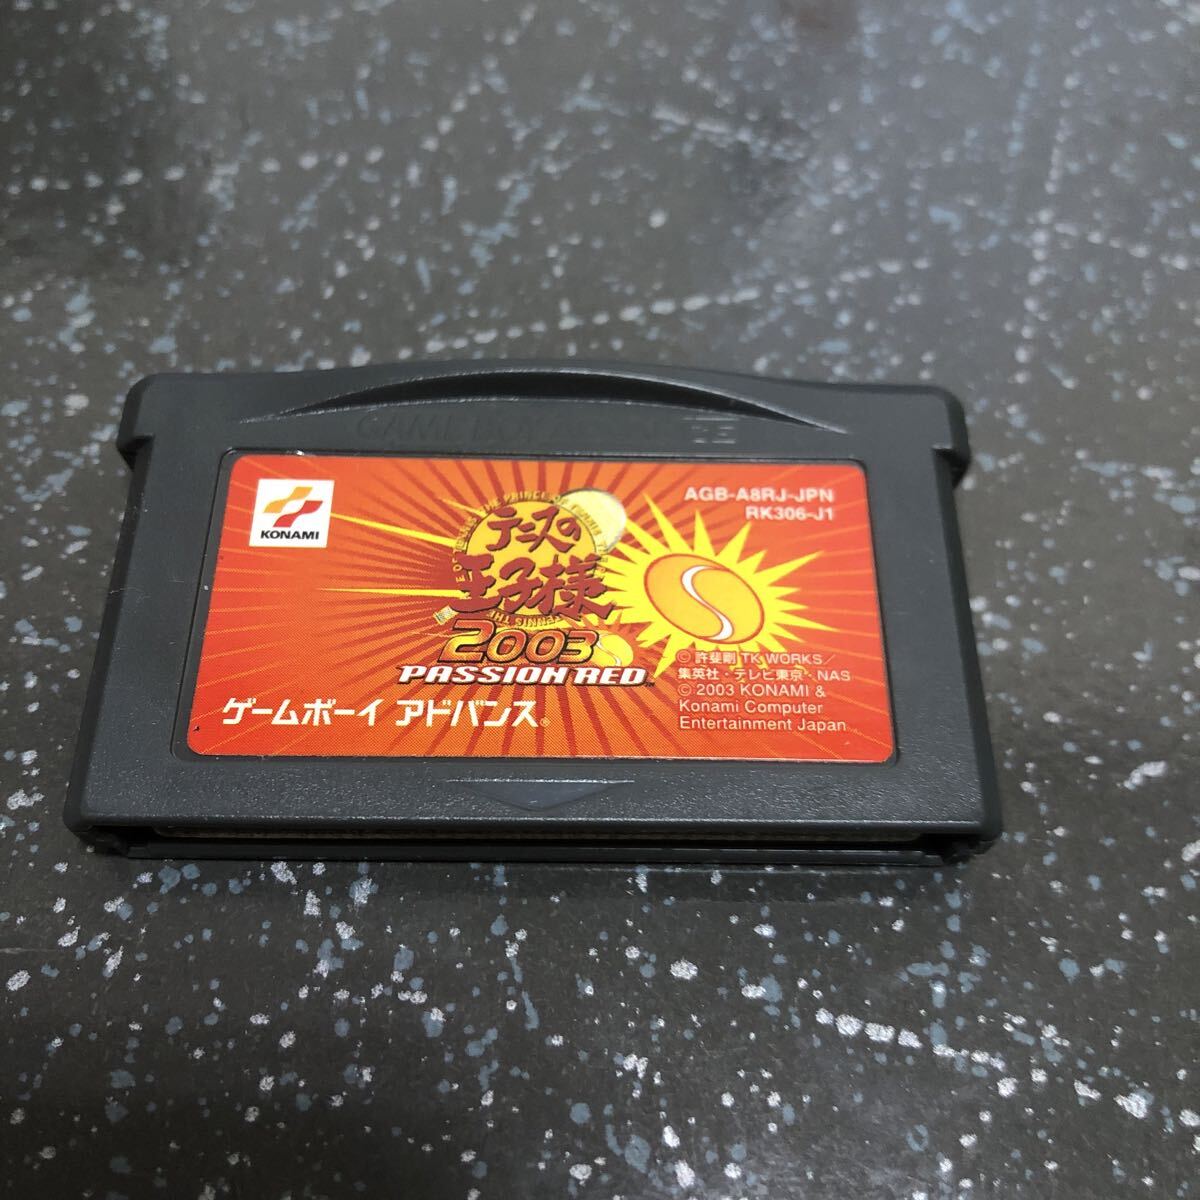 GAME BOY ADVANCE
KONAMI
AGB-A8RJ-JPN
RK306-J1
テニスの
王子様
2003
PASSION RED™
© 許斐剛 TK WORKS/
集英社・テレビ東京・NAS
© 2003 KONAMI &
Konami Computer
Entertainment Japan
ゲームボーイ アドバンス®